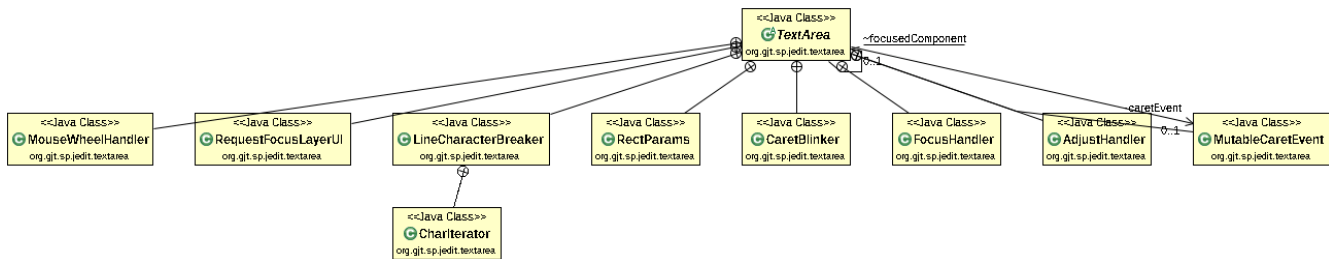 <<Java Class>>
TextArea
org.gjt.sp.jedit.textarea
~focusedComponent
0..1
-caretEvent
0..1
<<Java Class>>
MouseWheelHandler
org.gjt.sp.jedit.textarea
<<Java Class>>
RequestFocusLayerUI
org.gjt.sp.jedit.textarea
<<Java Class>>
LineCharacterBreaker
org.gjt.sp.jedit.textarea
<<Java Class>>
RectParams
org.gjt.sp.jedit.textarea
<<Java Class>>
CaretBlinker
org.gjt.sp.jedit.textarea
<<Java Class>>
FocusHandler
org.gjt.sp.jedit.textarea
<<Java Class>>
AdjustHandler
org.gjt.sp.jedit.textarea
<<Java Class>>
MutableCaretEvent
org.gjt.sp.jedit.textarea
<<Java Class>>
CharIterator
org.gjt.sp.jedit.textarea